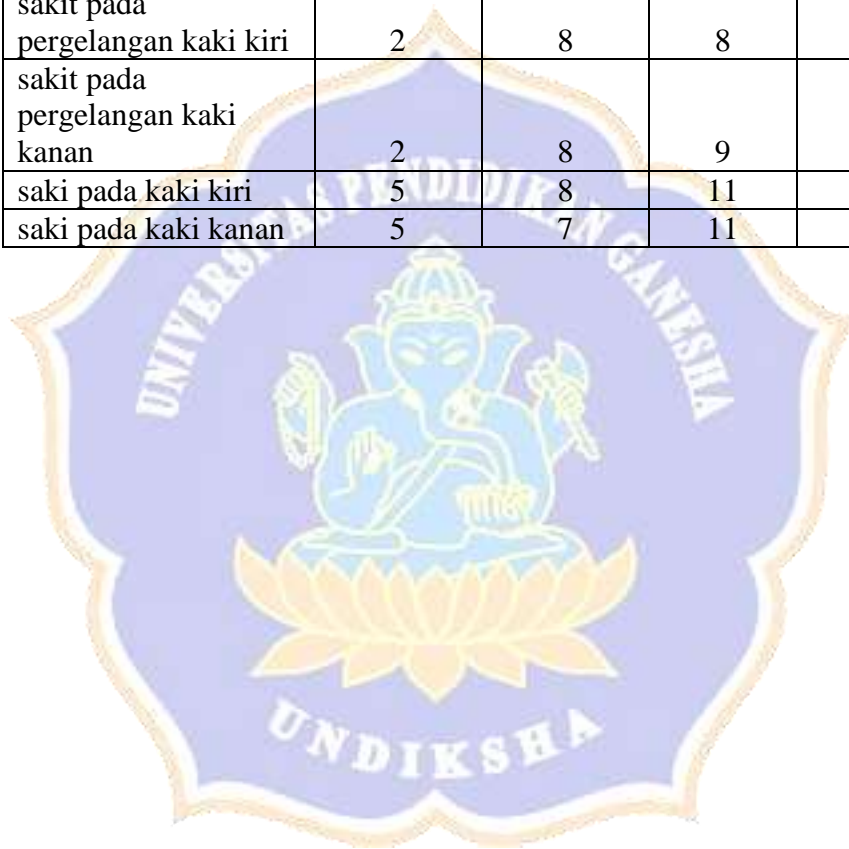 sakit pada
pergelangan kaki kiri 2 8 8
sakit pada
pergelangan kaki
kanan 2 8 9
saki pada kaki kiri 5 8 11
saki pada kaki kanan 5 7 11
UNIVERSITAS PENDIDIKAN GANESHA
UNDIKSHA